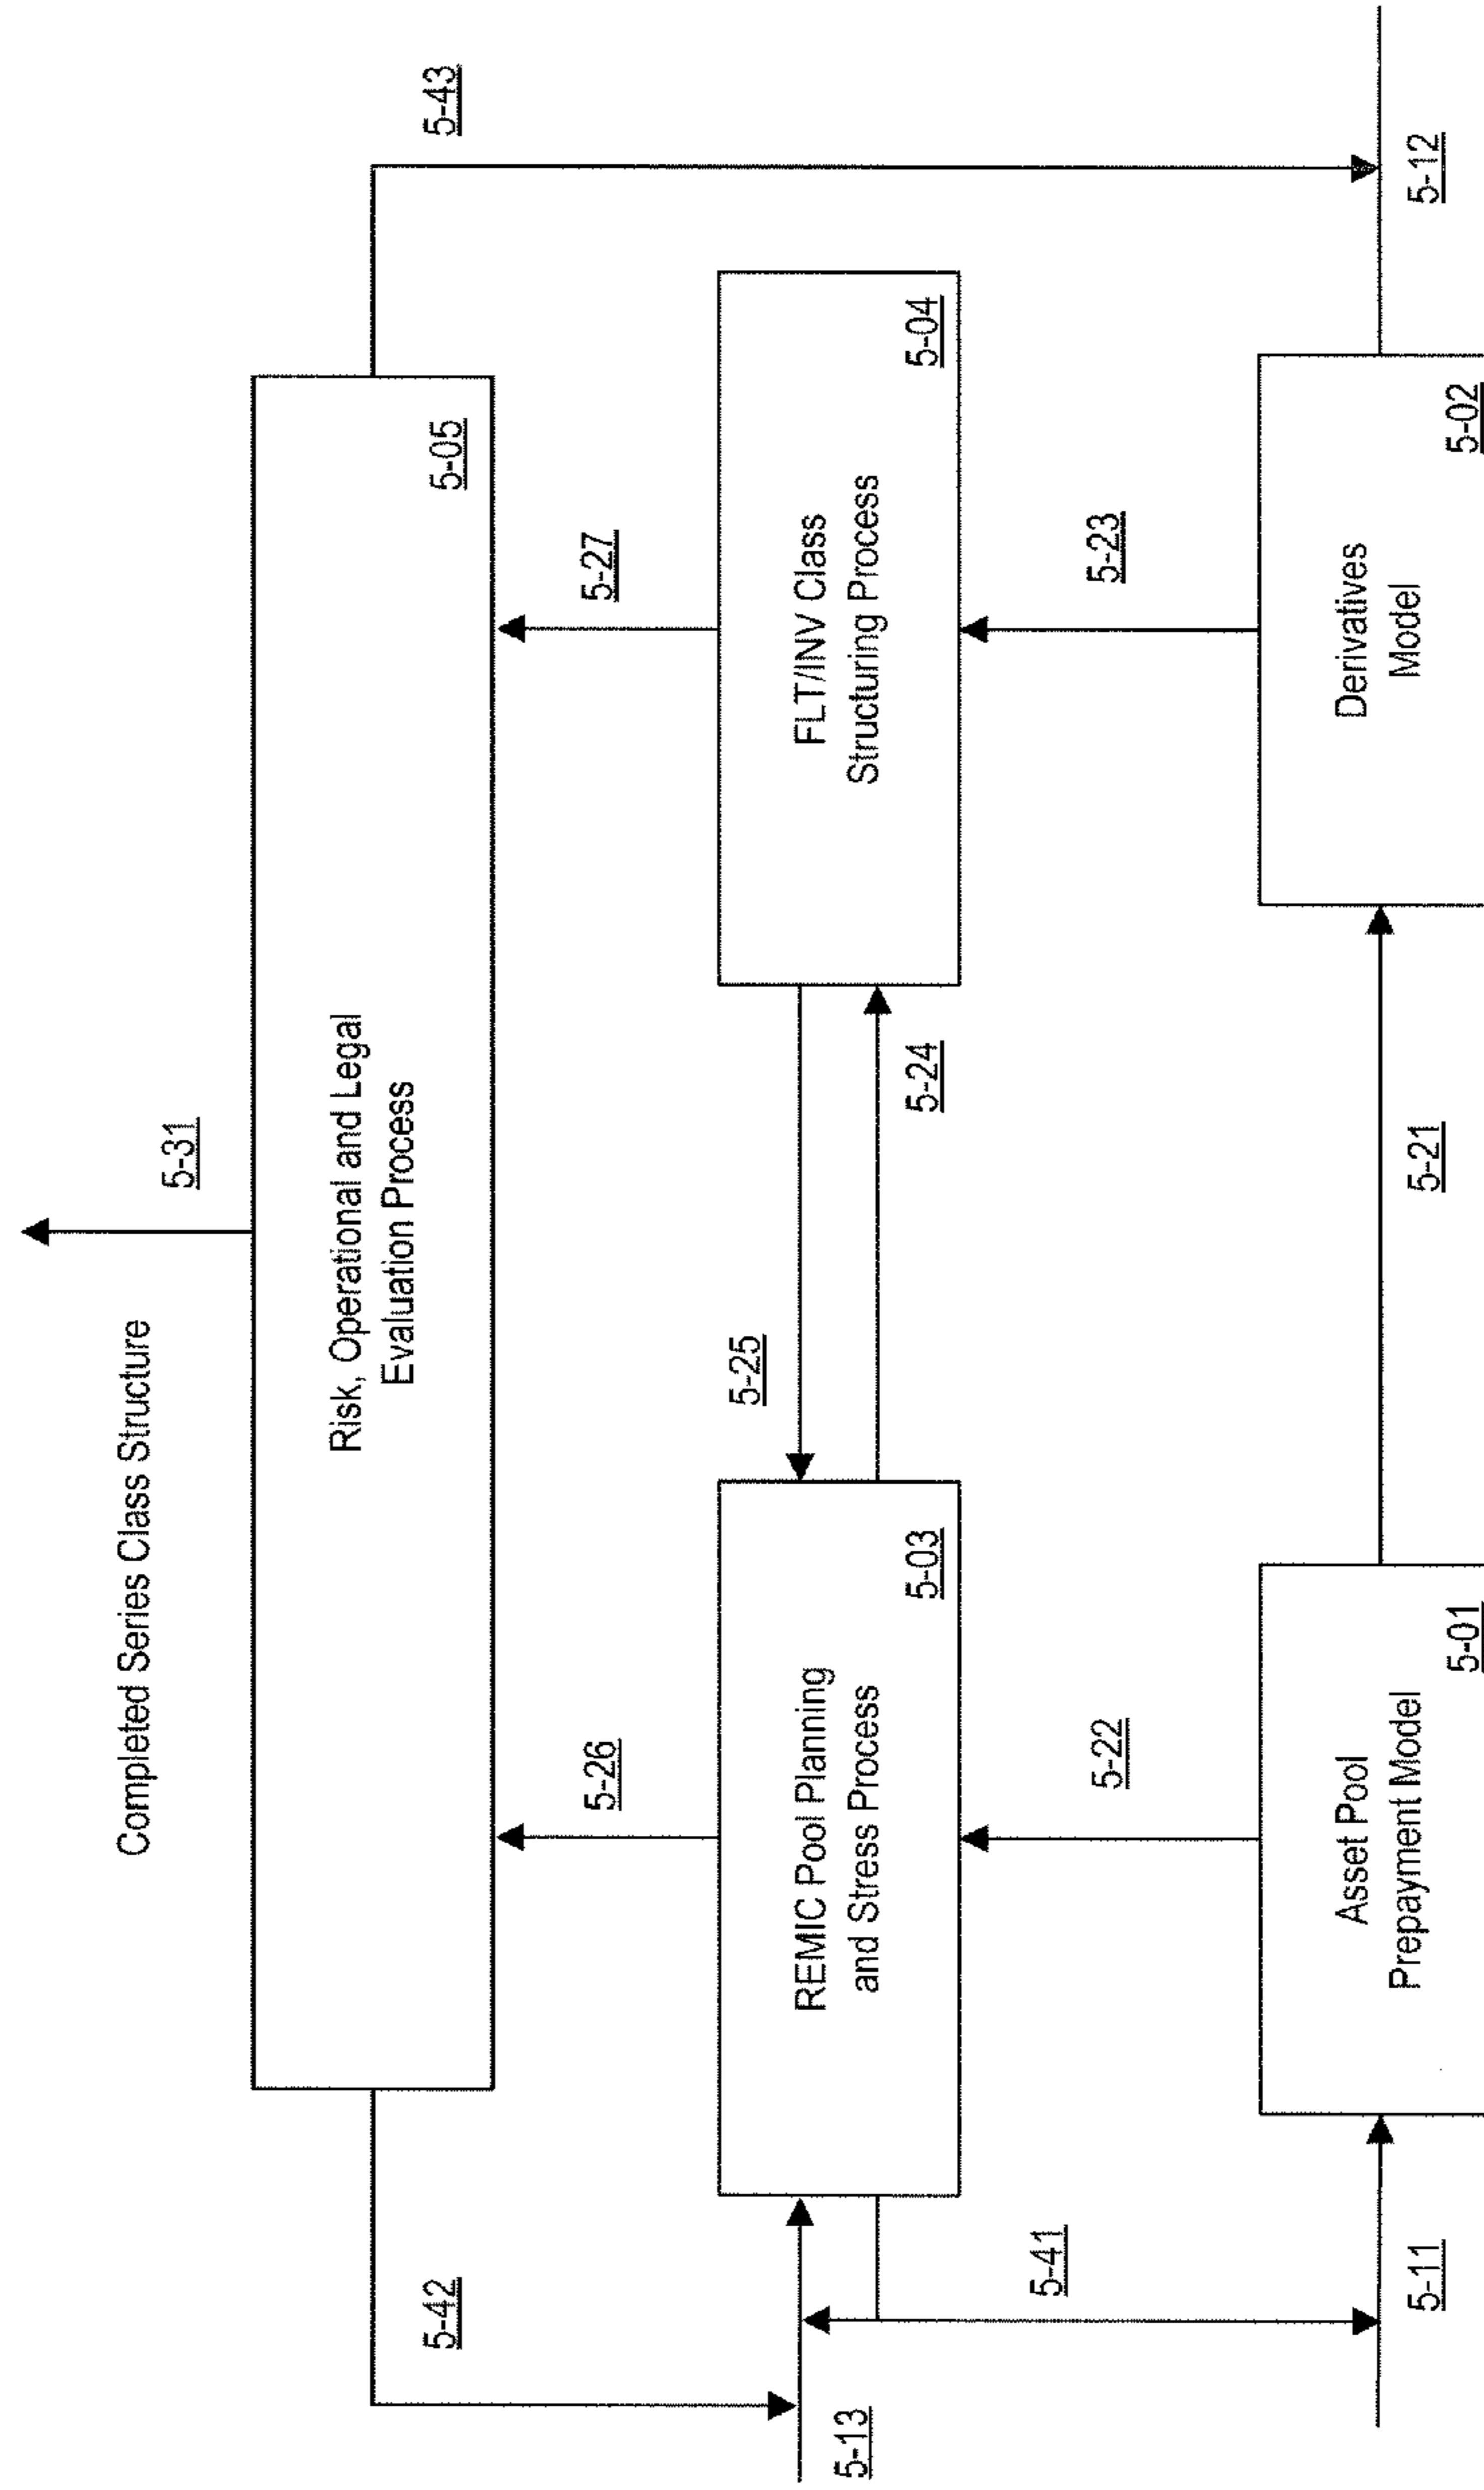 Completed Series Class Structure
5-31
Risk, Operational and Legal
Evaluation Process
5-05
5-42
5-43
5-26
5-27
REMIC Pool Planning
and Stress Process
5-03
5-25
5-24
FLT/INV Class
Structuring Process
5-04
5-13
5-41
5-22
5-23
Asset Pool
Prepayment Model
5-01
Derivatives
Model
5-02
5-11
5-21
5-12